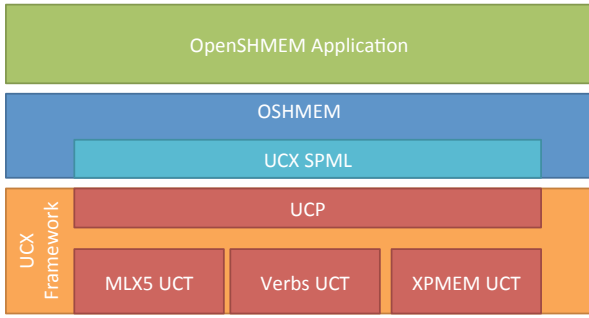 OpenSHMEM Application
OSHMEM
UCX SPML
UCX
Framework
UCP
MLX5 UCT
Verbs UCT
XPMEM UCT